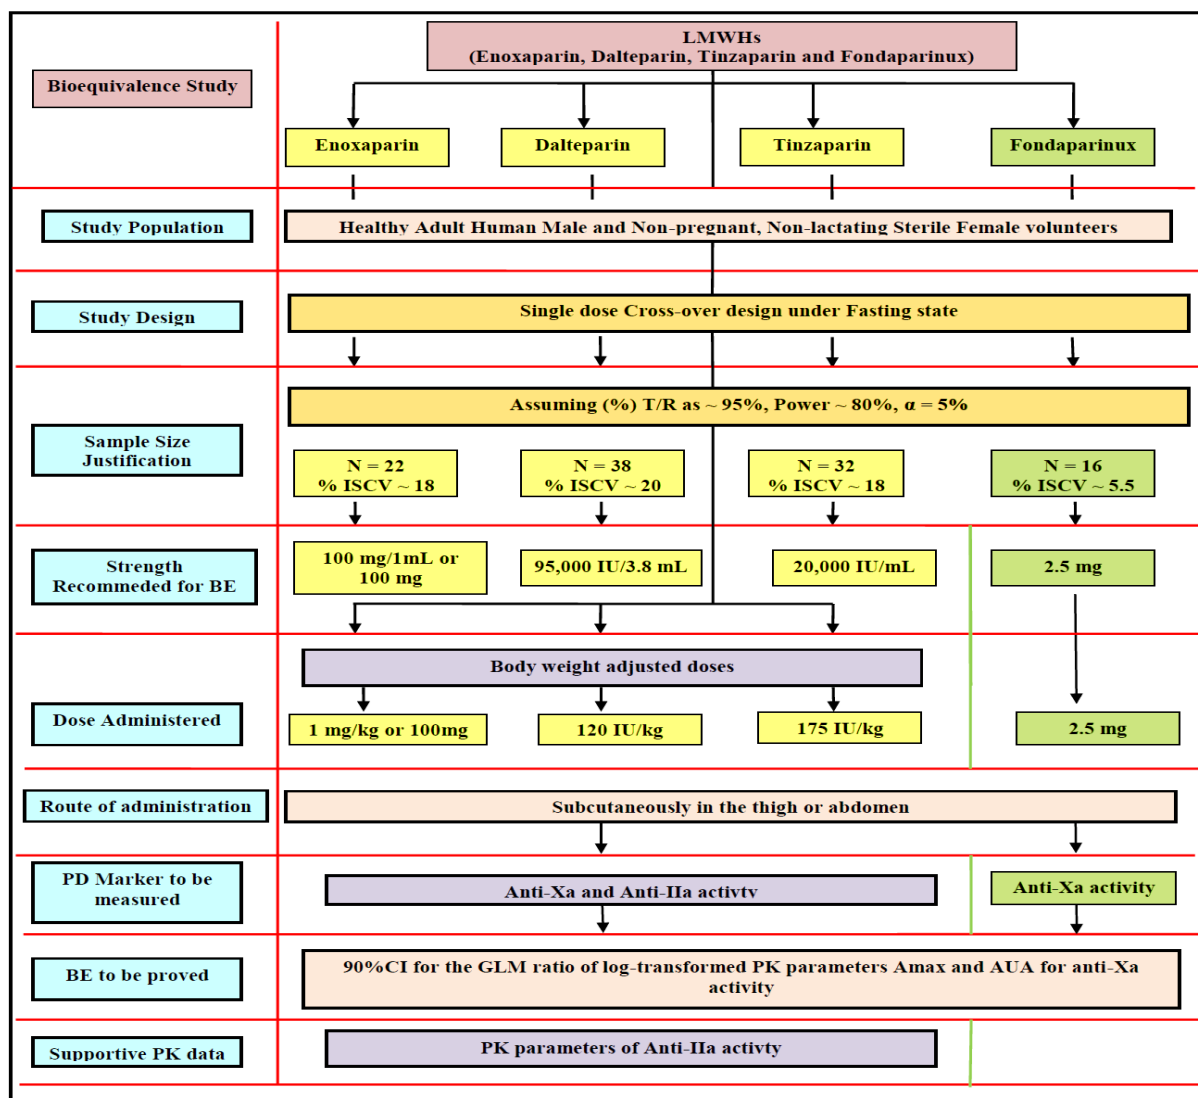 LMWHs
(Enoxaparin, Dalteparin, Tinzaparin and Fondaparinux)
Bioequivalence Study
Enoxaparin
Dalteparin
Tinzaparin
Fondaparinux
Study Population
Healthy Adult Human Male and Non-pregnant, Non-lactating Sterile Female volunteers
Study Design
Single dose Cross-over design under Fasting state
Assuming (%) T/R as ~ 95%, Power ~ 80%, α = 5%
Sample Size
Justification
N = 22
% ISCV ~ 18
N = 38
% ISCV ~ 20
N = 32
% ISCV ~ 18
N = 16
% ISCV ~ 5.5
Strength
Recommeded for BE
100 mg/1mL or
100 mg
95,000 IU/3.8 mL
20,000 IU/mL
2.5 mg
Body weight adjusted doses
Dose Administered
1 mg/kg or 100mg
120 IU/kg
175 IU/kg
2.5 mg
Route of administration
Subcutaneously in the thigh or abdomen
PD Marker to be
measured
Anti-Xa and Anti-IIa activtv
Anti-Xa activity
BE to be proved
90%CI for the GLM ratio of log-transformed PK parameters Amax and AUA for anti-Xa
activity
Supportive PK data
PK parameters of Anti-IIa activty